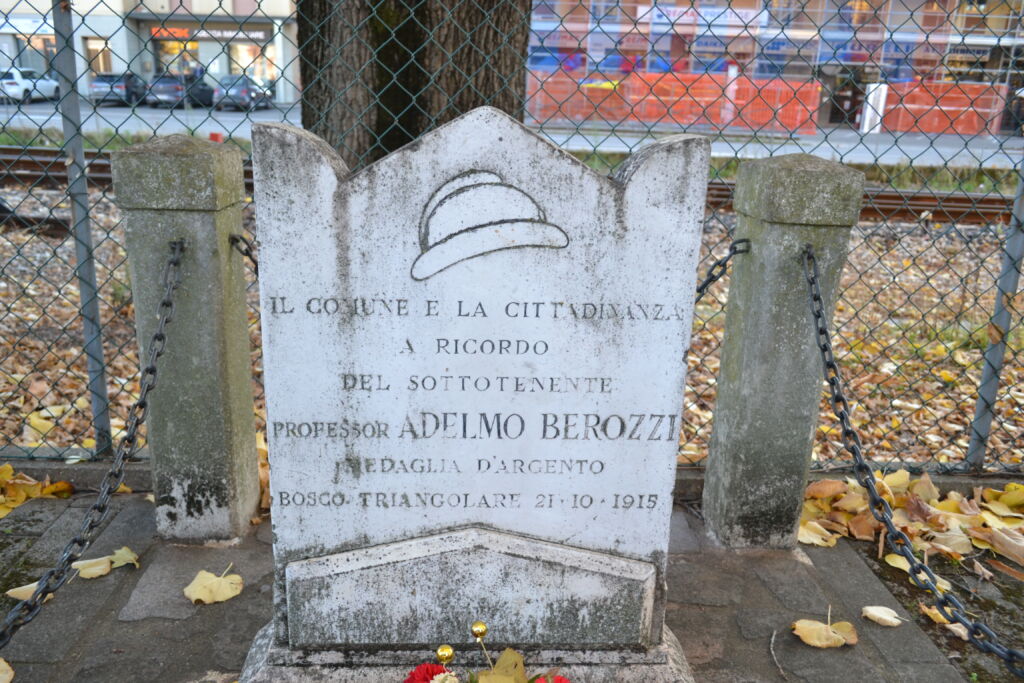 IL COMUNE E LA CITTADINANZA
A RICORDO
DEL SOTTOTENENTE
PROFESSOR ADELMO BEROZZI
MEDAGLIA D'ARGENTO
BOSCO TRIANGOLARE 21·10·1915